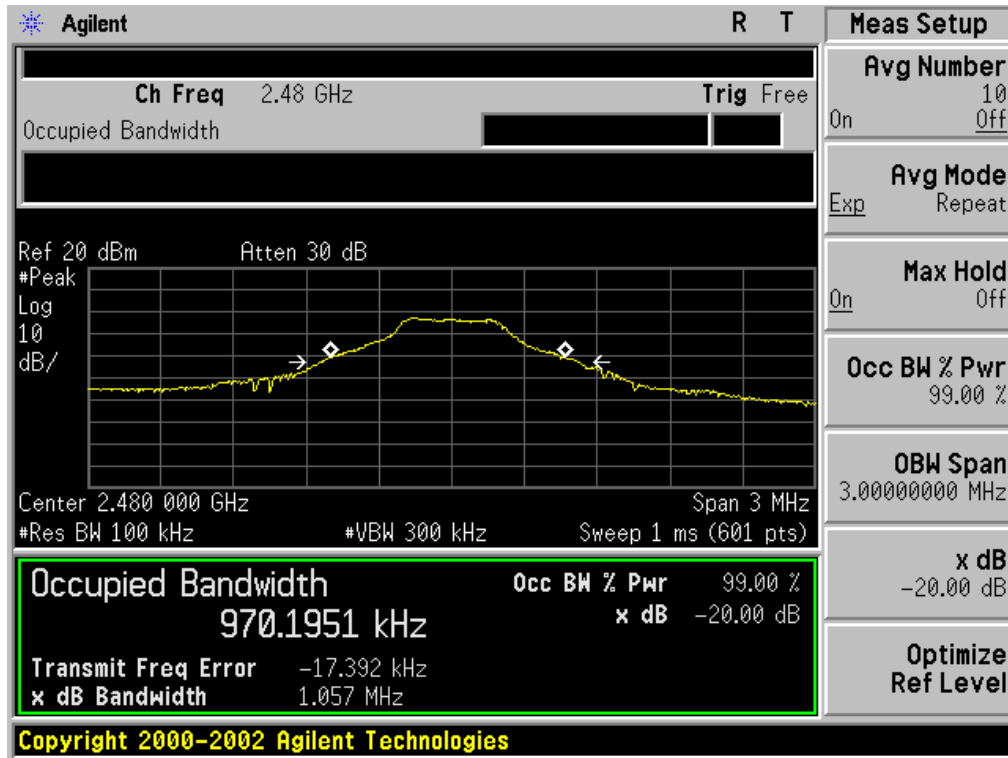 Agilent R T
Ch Freq 2.48 GHz Trig Free
Occupied Bandwidth
Ref 20 dBm Atten 30 dB
#Peak
Log
10
dB/
Center 2.480 000 GHz Span 3 MHz
#Res BW 100 kHz #VBW 300 kHz Sweep 1 ms (601 pts)
Occupied Bandwidth Occ BW % Pwr 99.00 %
970.1951 kHz x dB -20.00 dB
Transmit Freq Error -17.392 kHz
x dB Bandwidth 1.057 MHz
Copyright 2000-2002 Agilent Technologies
Meas Setup
Avg Number
10
On Off
Avg Mode
Exp Repeat
Max Hold
On Off
Occ BW % Pwr
99.00 %
OBW Span
3.00000000 MHz
x dB
-20.00 dB
Optimize
Ref Level